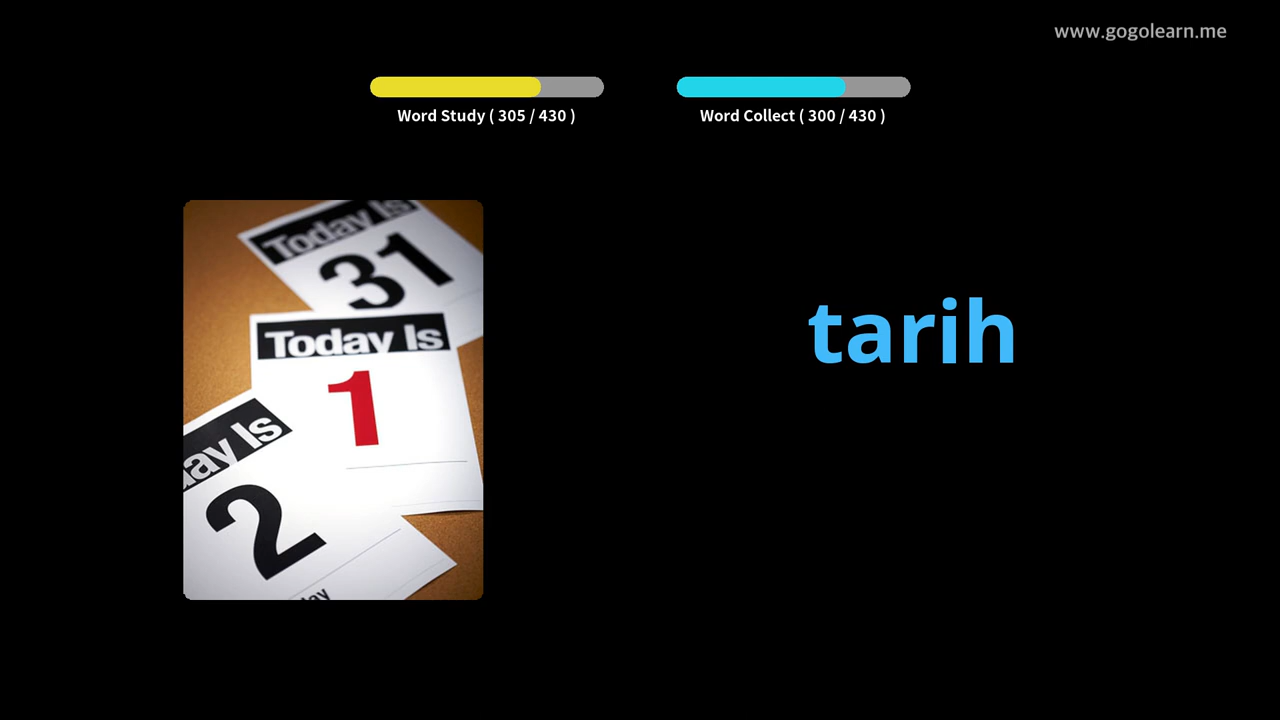 www.gogolearn.me
Word Study ( 305 / 430 )
Word Collect ( 300 / 430 )
Today Is
31
Today Is
1
ay Is
2
ay
tarih